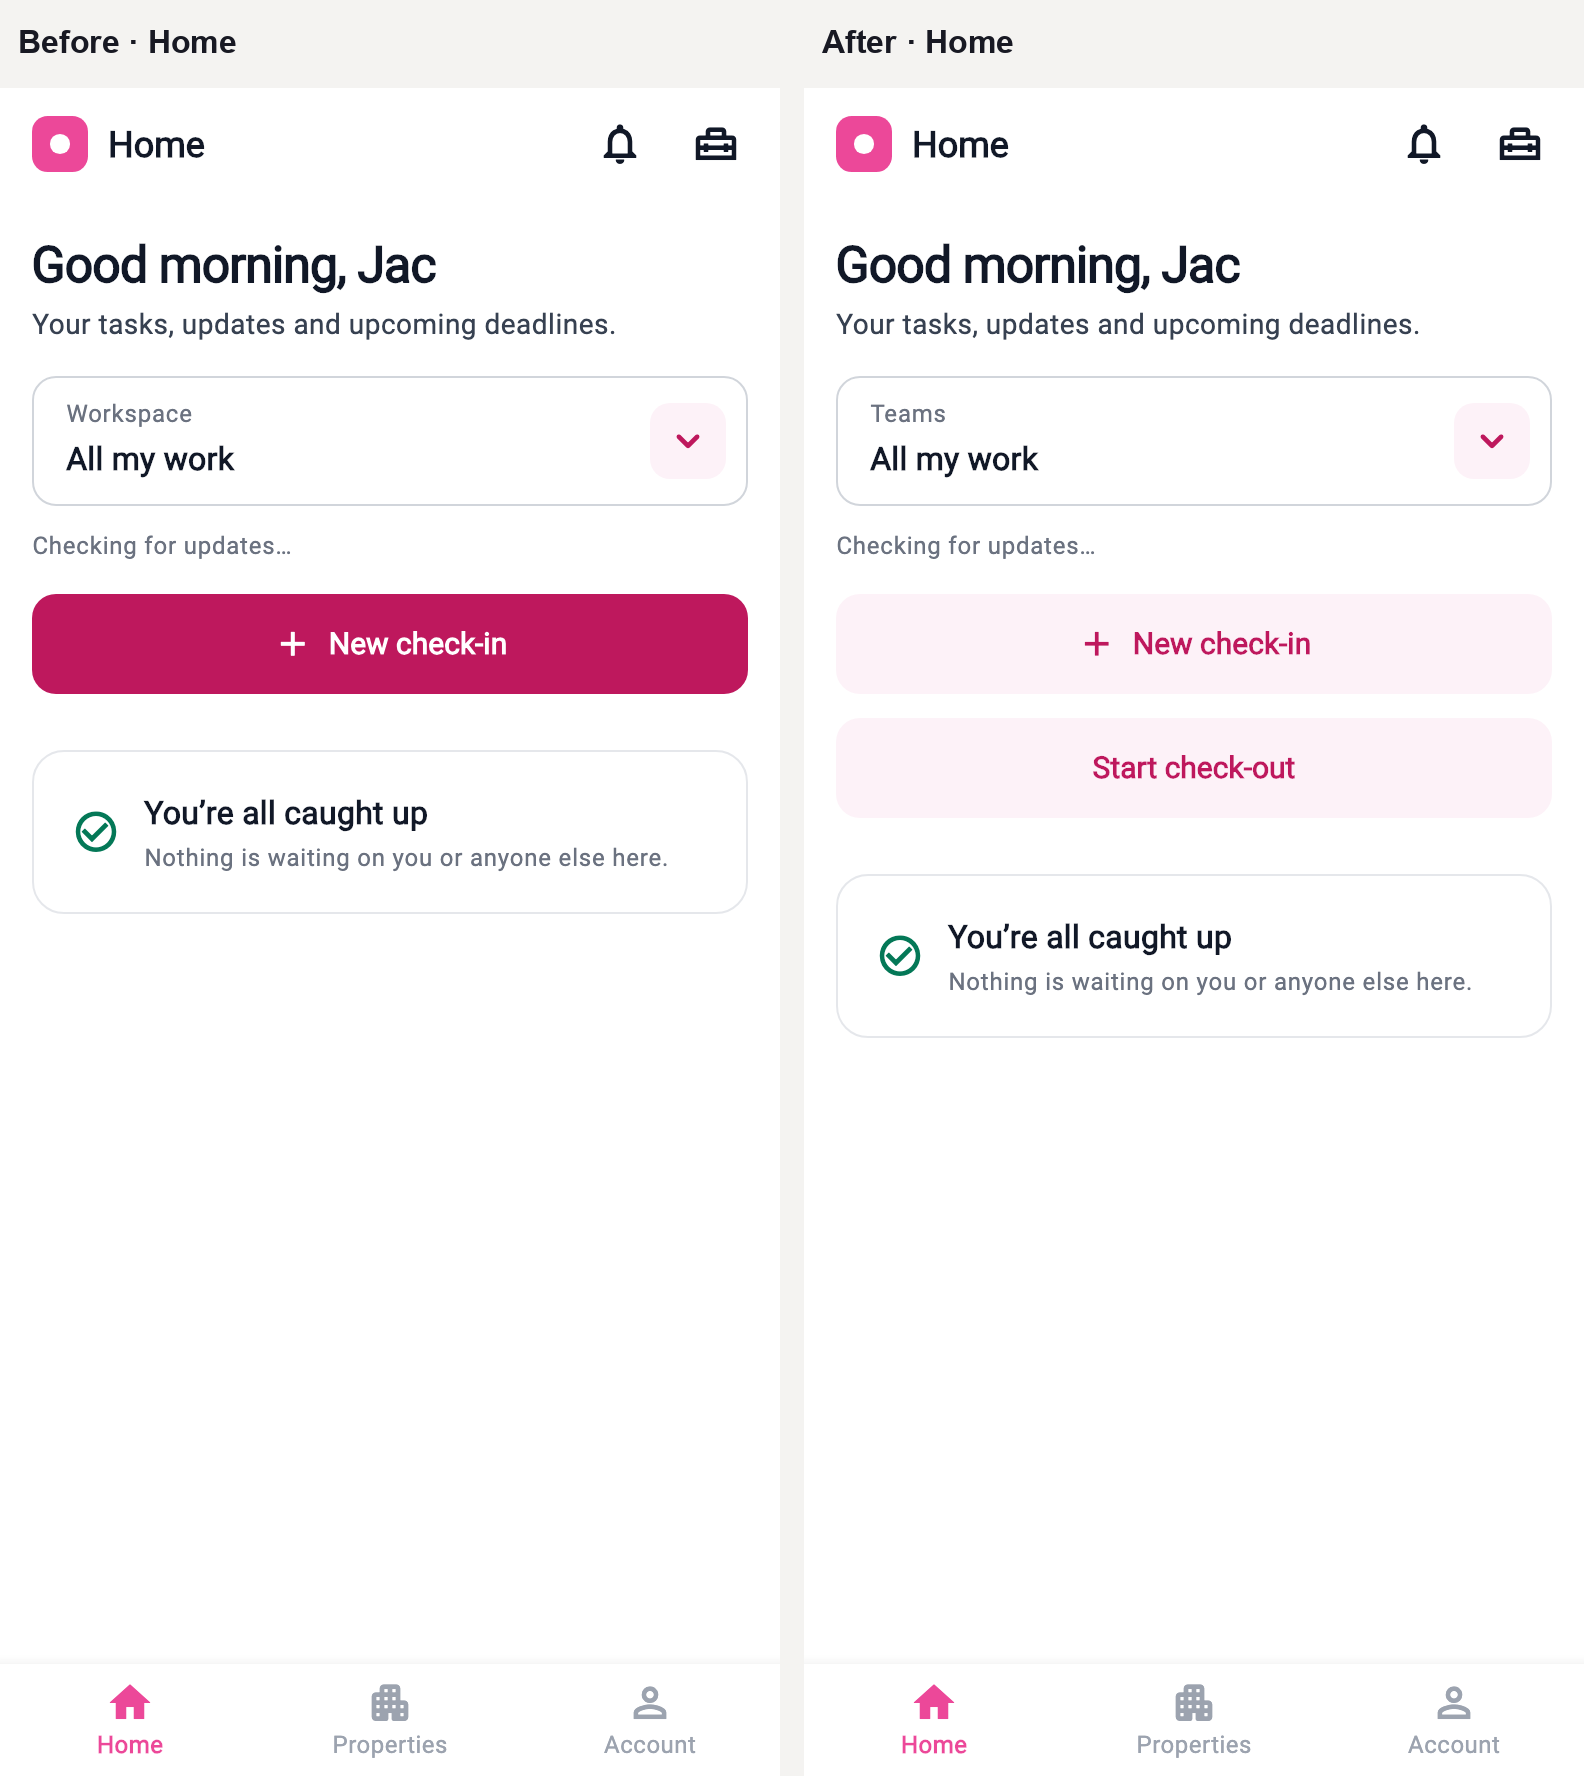 Before · Home
Home
Good morning, Jac
Your tasks, updates and upcoming deadlines.
Workspace
All my work
Checking for updates…
New check-in
You’re all caught up
Nothing is waiting on you or anyone else here.
Home
Properties
Account
After · Home
Home
Good morning, Jac
Your tasks, updates and upcoming deadlines.
Teams
All my work
Checking for updates…
New check-in
Start check-out
You’re all caught up
Nothing is waiting on you or anyone else here.
Home
Properties
Account